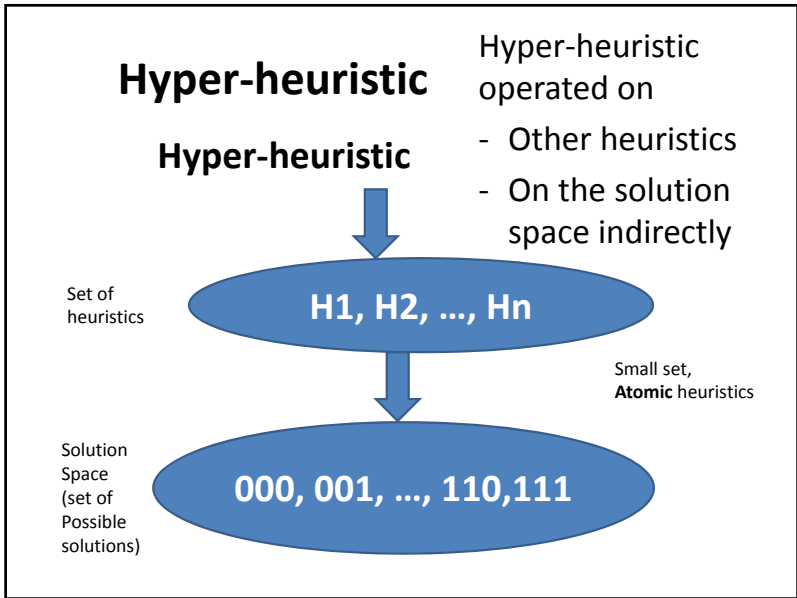 Hyper-heuristic
Hyper-heuristic
operated on
- Other heuristics
- On the solution
space indirectly
Hyper-heuristic
Set of
heuristics
H1, H2, …, Hn
Small set,
Atomic heuristics
Solution
Space
(set of
Possible
solutions)
000, 001, …, 110,111